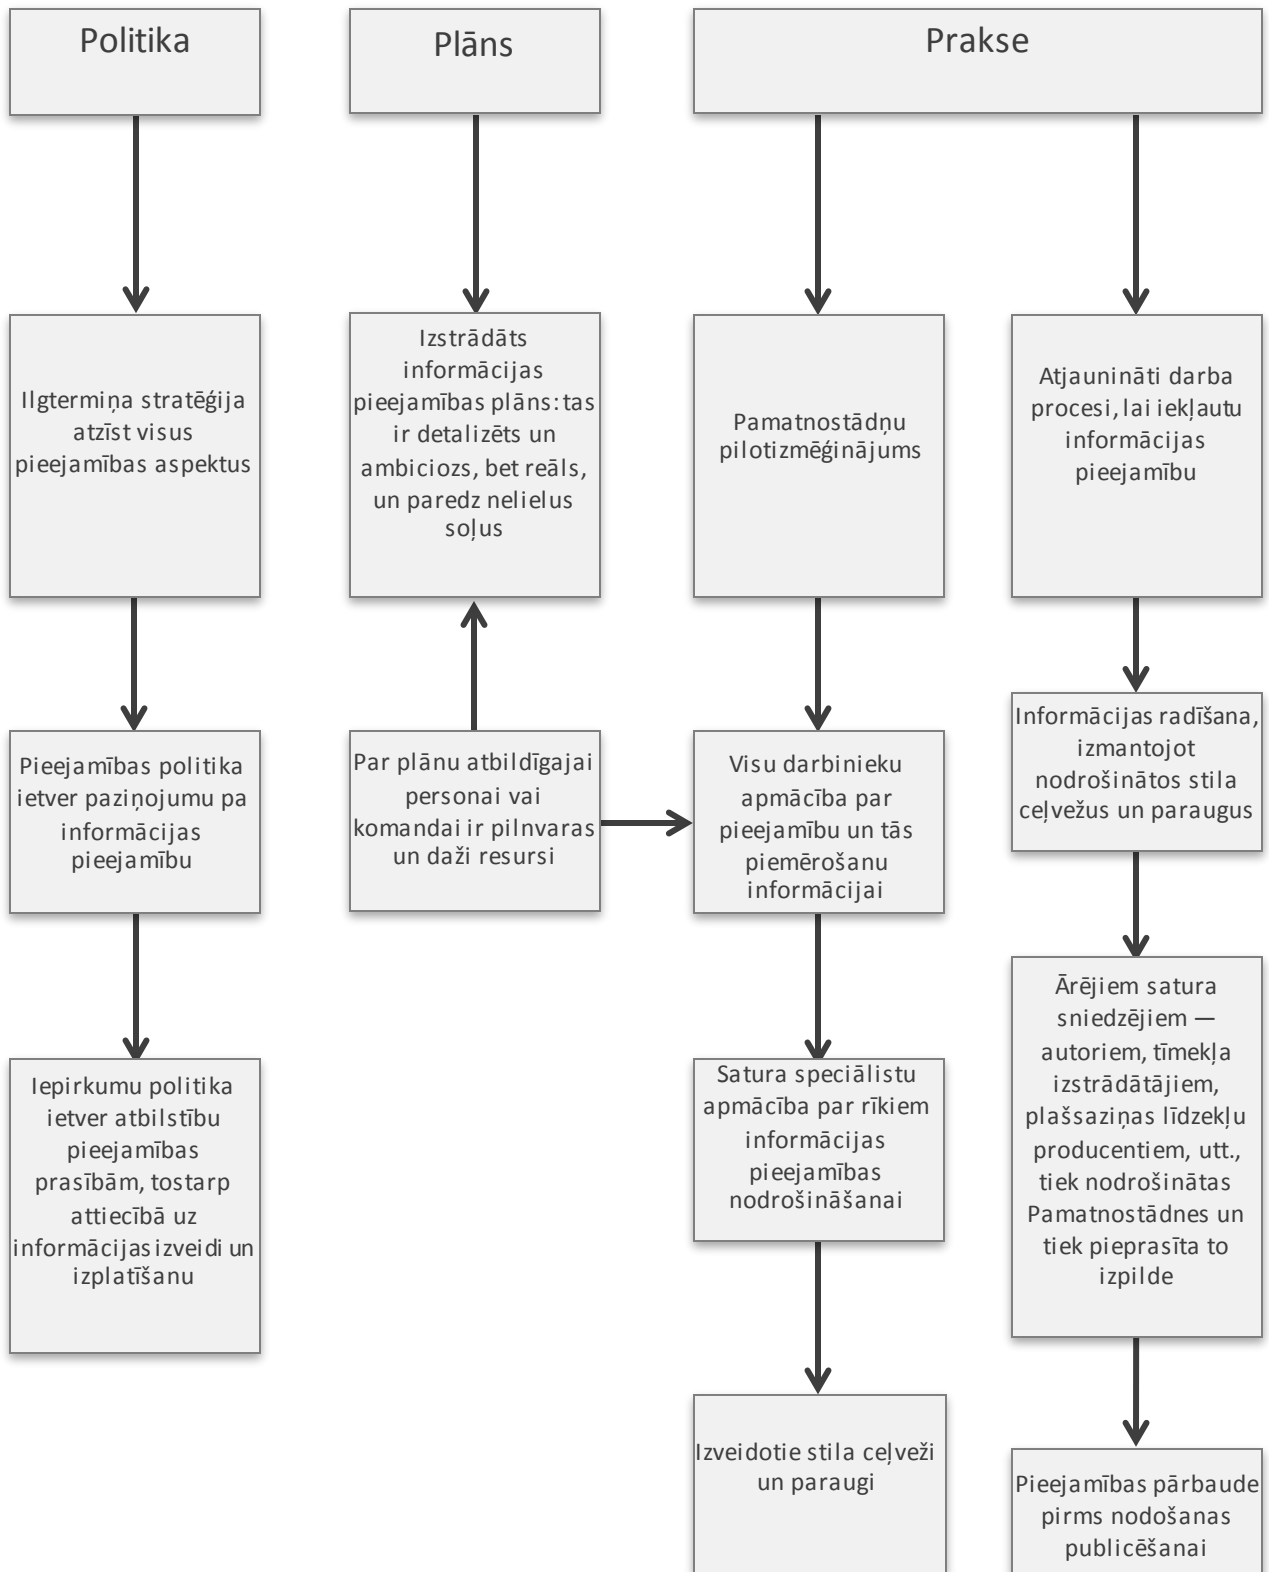 Politika
Plāns
Prakse
Ilgtermiņa stratēģija
atzīst visus
pieejamības aspektus
Izstrādāts
informācijas
pieejamības plāns: tas
ir detalizēts un
ambiciozs, bet reāls,
un paredz nelielus
soļus
Pamatnostādņu
pilotizmēģinājums
Atjaunināti darba
procesi, lai iekļautu
informācijas
pieejamību
Pieejamības politika
ietver paziņojumu pa
informācijas
pieejamību
Par plānu atbildīgajai
personai vai
komandai ir pilnvaras
un daži resursi
Visu darbinieku
apmācība par
pieejamību un tās
piemērošanu
informācijai
Informācijas radīšana,
izmantojot
nodrošinātos stila
ceļvežus un paraugus
Iepirkumu politika
ietver atbilstību
pieejamības
prasībām, tostarp
attiecībā uz
informācijas izveidi un
izplatīšanu
Satura speciālistu
apmācība par rīkiem
informācijas
pieejamības
nodrošināšanai
Ārējiem satura
sniedzējiem —
autoriem, tīmekļa
izstrādātājiem,
plašsaziņas līdzekļu
producentiem, utt.,
tiek nodrošinātas
Pamatnostādnes un
tiek pieprasīta to
izpilde
Izveidotie stila ceļveži
un paraugi
Pieejamības pārbaude
pirms nodošanas
publicēšanai